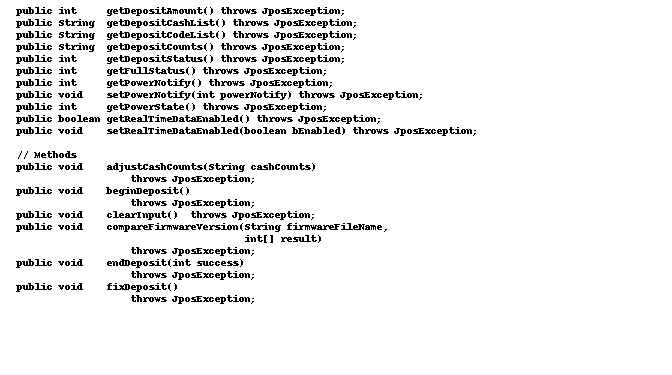 public int     getDepositAmount() throws JposException;
public String  getDepositCashList() throws JposException;
public String  getDepositCodeList() throws JposException;
public String  getDepositCounts() throws JposException;
public int     getDepositStatus() throws JposException;
public int     getFullStatus() throws JposException;
public int     getPowerNotify() throws JposException;
public void    setPowerNotify(int powerNotify) throws JposException;
public int     getPowerState() throws JposException;
public boolean getRealTimeDataEnabled() throws JposException;
public void    setRealTimeDataEnabled(boolean bEnabled) throws JposException;
// Methods
public void    adjustCashCounts(String cashCounts)
throws JposException;
public void    beginDeposit()
throws JposException;
public void    clearInput()  throws JposException;
public void    compareFirmwareVersion(String firmwareFileName,
int[] result)
throws JposException;
public void    endDeposit(int success)
throws JposException;
public void    fixDeposit()
throws JposException;